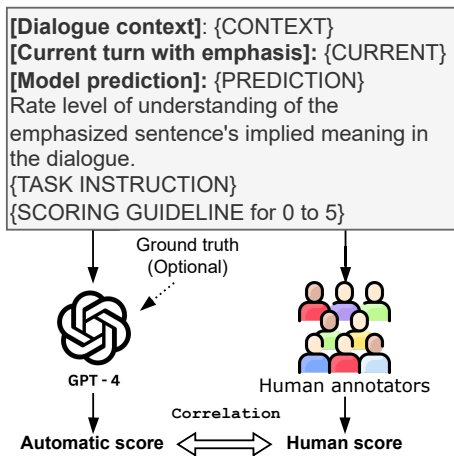 [Dialogue context]: {CONTEXT}
[Current turn with emphasis]: {CURRENT}
[Model prediction]: {PREDICTION}
Rate level of understanding of the
emphasized sentence's implied meaning in
the dialogue.
{TASK INSTRUCTION}
{SCORING GUIDELINE for 0 to 5}
Ground truth
(Optional)
GPT - 4
Human annotators
Correlation
Automatic score
Human score